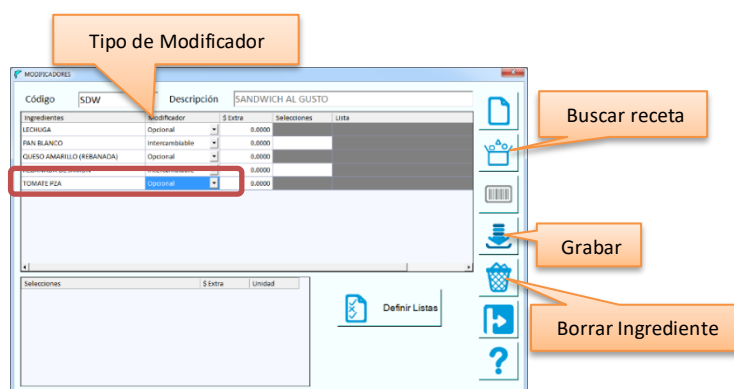 Tipo de Modificador
MODIFICADORES
Código SDW Descripción SANDWICH AL GUSTO
Ingredientes Modificador $ Extra Selecciones Lista
LECHUGA Opcional 0.0000
PAN BLANCO Intercambiable 0.0000
QUESO AMARILLO (REBANADA) Opcional 0.0000
Intercambiable 0.0000
TOMATE PZA Opcional 0.0000
Selecciones $ Extra Unidad
Definir Listas
Buscar receta
Grabar
Borrar Ingrediente
?